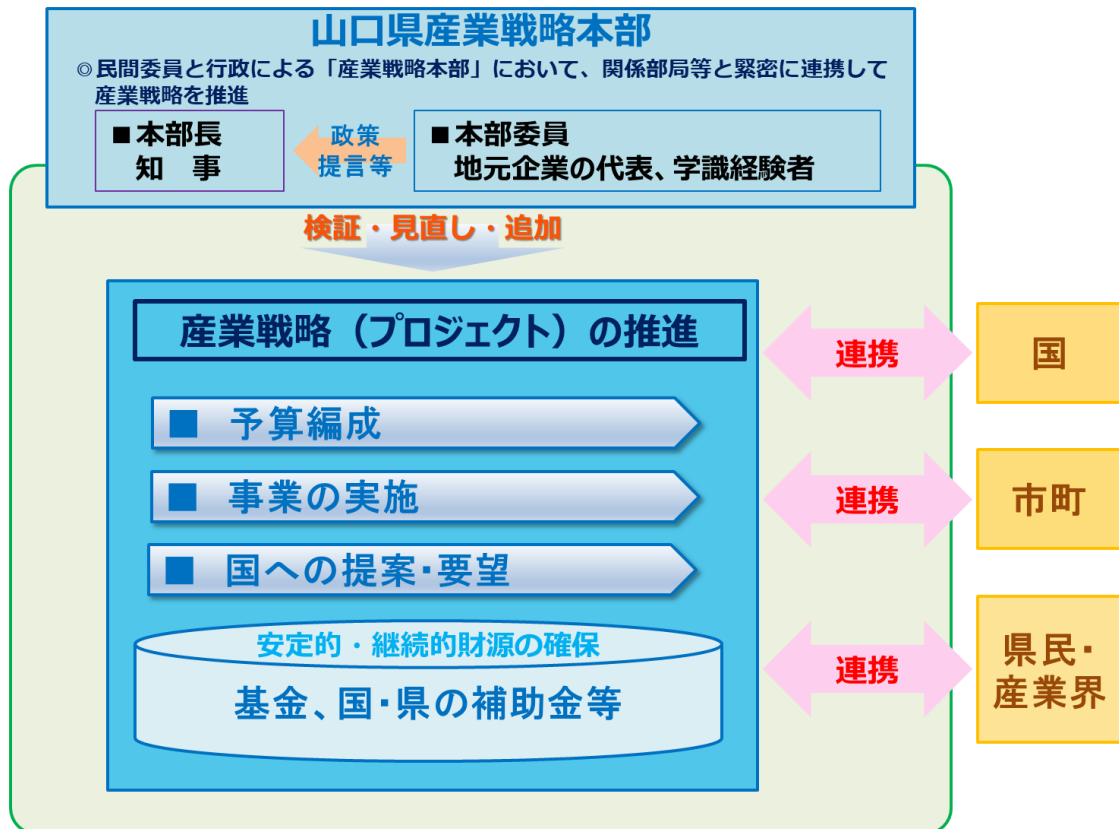 山口県産業戦略本部
◎民間委員と行政による「産業戦略本部」において、関係部局等と緊密に連携して
産業戦略を推進
■本部長
知　事
政策
提言等
■本部委員
地元企業の代表、学識経験者
検証・見直し・追加
産業戦略（プロジェクト）の推進
■ 予算編成
■ 事業の実施
■ 国への提案・要望
安定的・継続的財源の確保
基金、国・県の補助金等
連携
国
連携
市町
連携
県民・
産業界